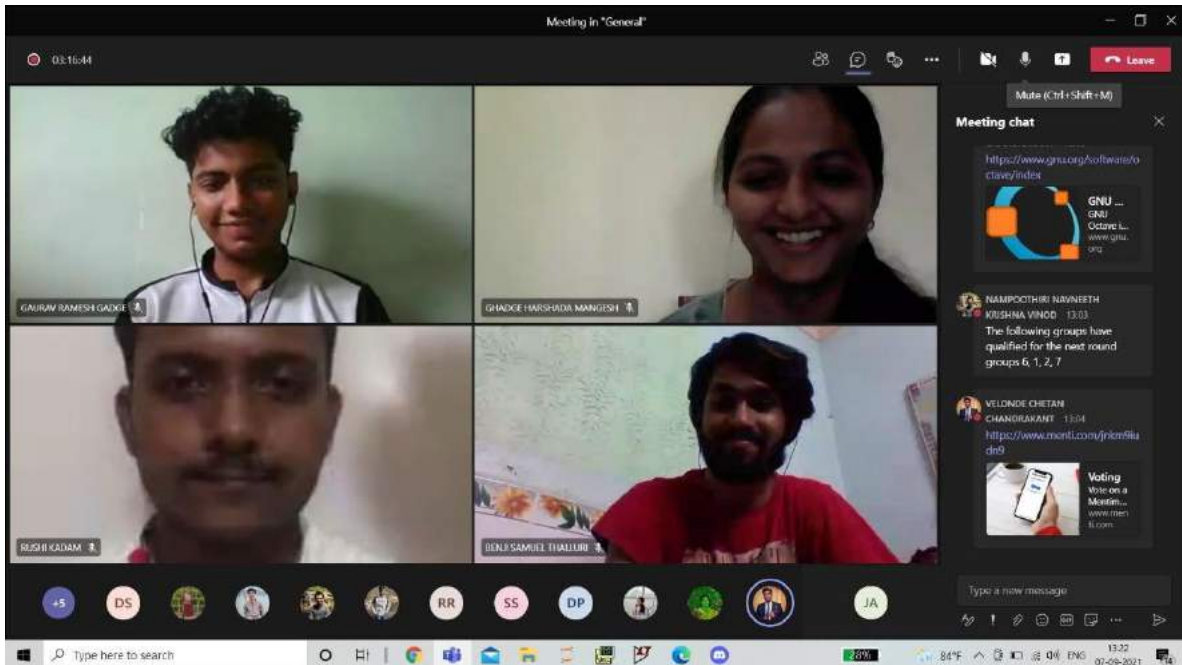 Meeting in "General"
03:16:44
Leave
Mute (Ctrl+Shift+M)
Meeting chat
https://www.gnu.org/software/o
ctave/index
GNU ...
GNU
Octave i...
www.gnu.
org
GAURAV RAMESH GADGE
GHADGE HARSHADA MANGESH
NAMPOOTHIRI NAVNEETH
KRISHNA VINOD 13:03
The following groups have
qualified for the next round
groups 6, 1, 2, 7
VELONDE CHETAN
CHANDRAKANT 13:04
https://www.menti.com/jnkm9iu
dn9
Voting
Vote on a
Mentim...
www.men
ti.com
RUSHI KADAM
BENJI SAMUEL THALLURI
+5
DS
RR
SS
DP
JA
Type a new message
GIF
Type here to search
28%
84°F
ENG
13:22
07-09-2021